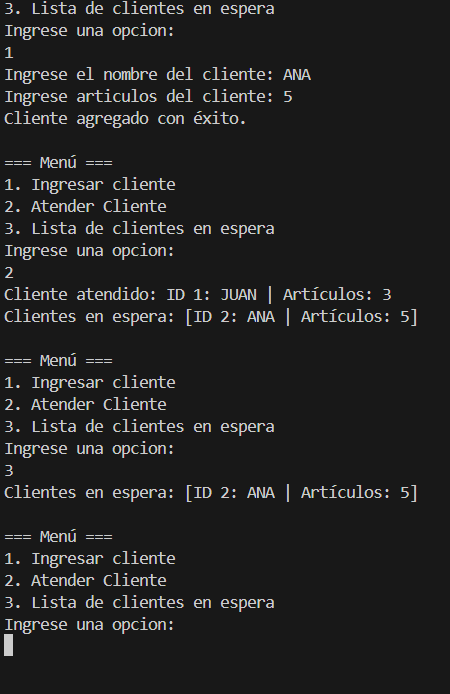 3. Lista de clientes en espera
Ingrese una opcion:
1
Ingrese el nombre del cliente: ANA
Ingrese articulos del cliente: 5
Cliente agregado con éxito.
=== Menú ===
1. Ingresar cliente
2. Atender Cliente
3. Lista de clientes en espera
Ingrese una opcion:
2
Cliente atendido: ID 1: JUAN | Artículos: 3
Clientes en espera: [ID 2: ANA | Artículos: 5]
=== Menú ===
1. Ingresar cliente
2. Atender Cliente
3. Lista de clientes en espera
Ingrese una opcion:
3
Clientes en espera: [ID 2: ANA | Artículos: 5]
=== Menú ===
1. Ingresar cliente
2. Atender Cliente
3. Lista de clientes en espera
Ingrese una opcion: